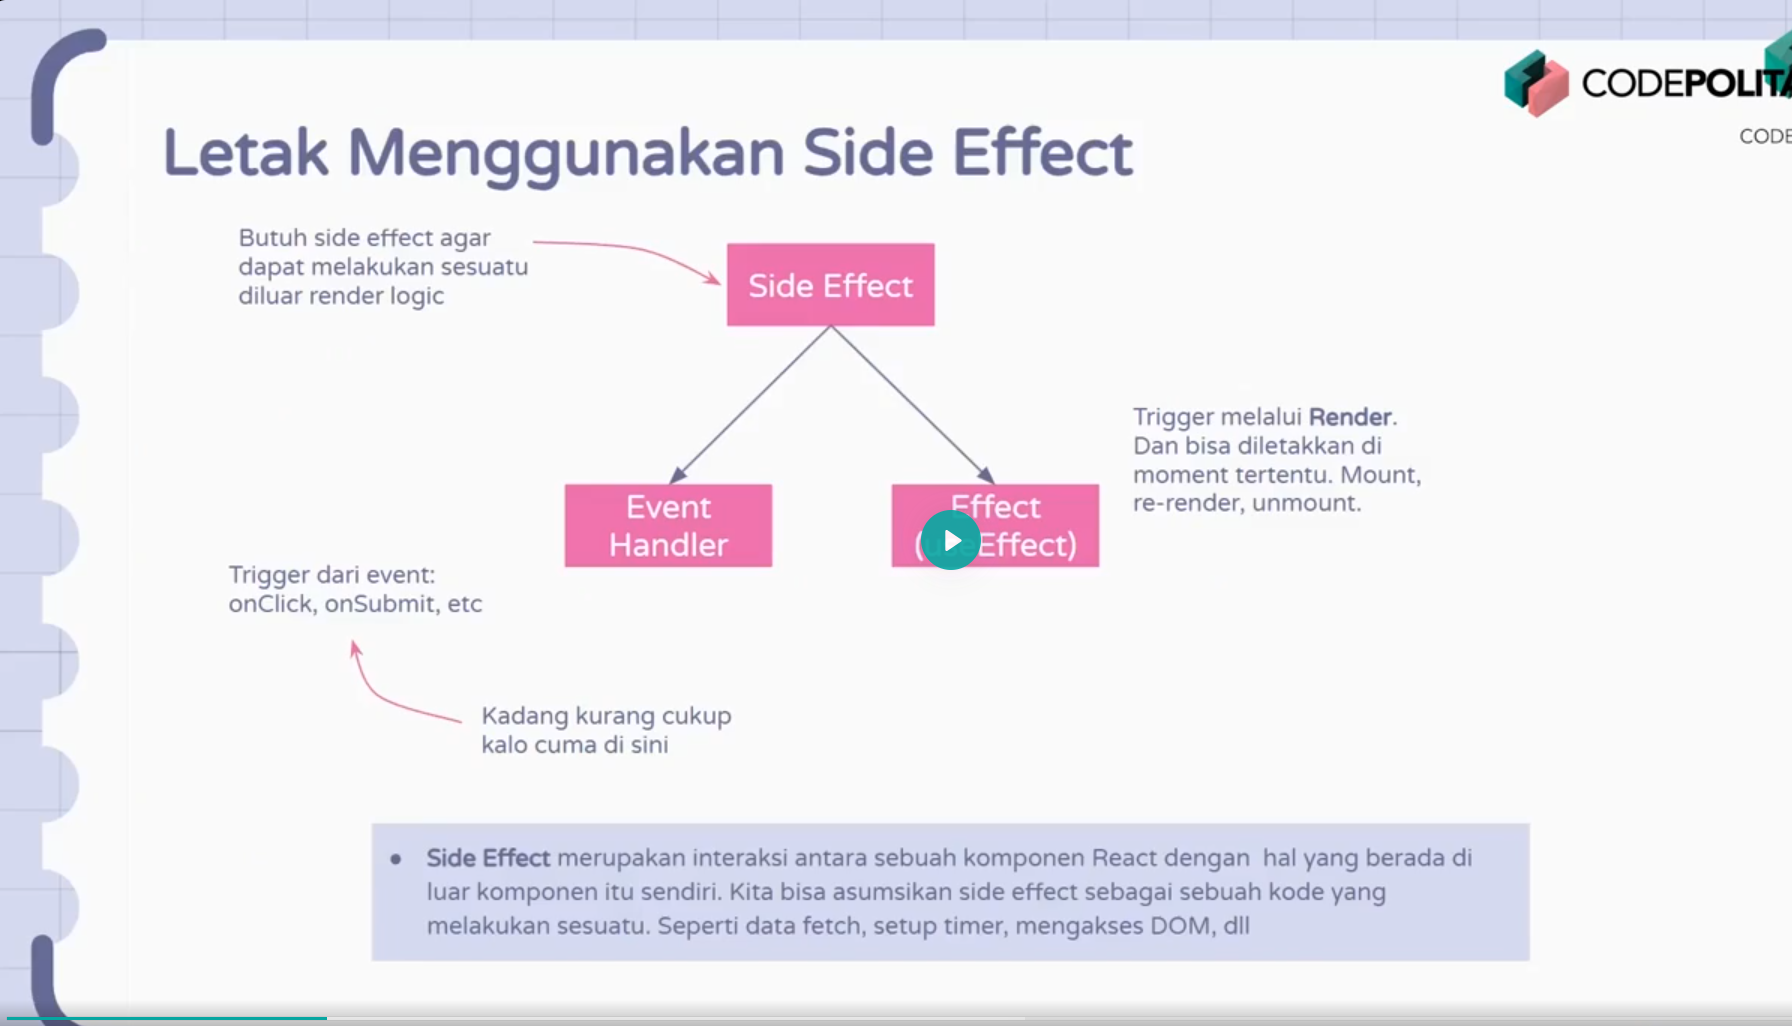 CODEPOLITA
CODE
Letak Menggunakan Side Effect
Butuh side effect agar
dapat melakukan sesuatu
diluar render logic
Side Effect
Trigger melalui Render.
Dan bisa diletakkan di
moment tertentu. Mount,
re-render, unmount.
Event
Handler
Effect
(useEffect)
Trigger dari event:
onClick, onSubmit, etc
Kadang kurang cukup
kalo cuma di sini
• Side Effect merupakan interaksi antara sebuah komponen React dengan hal yang berada di
luar komponen itu sendiri. Kita bisa asumsikan side effect sebagai sebuah kode yang
melakukan sesuatu. Seperti data fetch, setup timer, mengakses DOM, dll